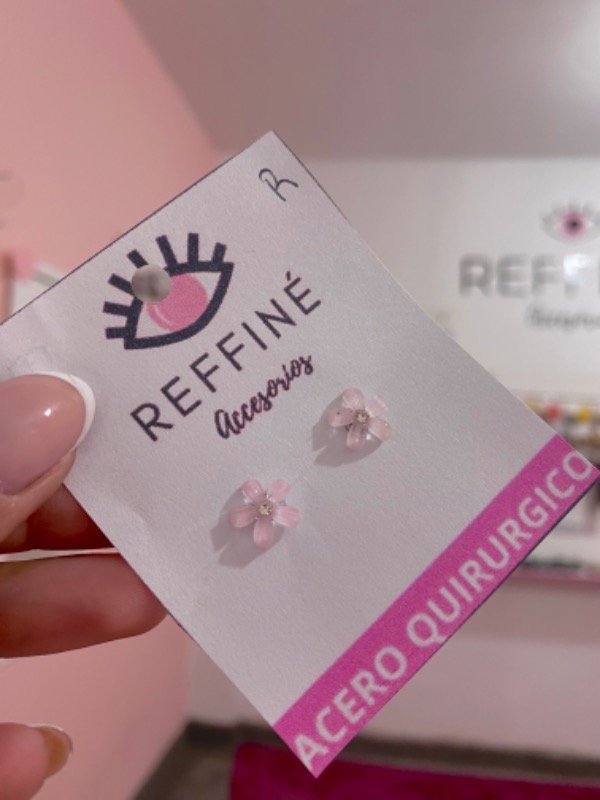 R
REFFINÉ
Accesorios
ACERO QUIRURGICO
REFFINÉ